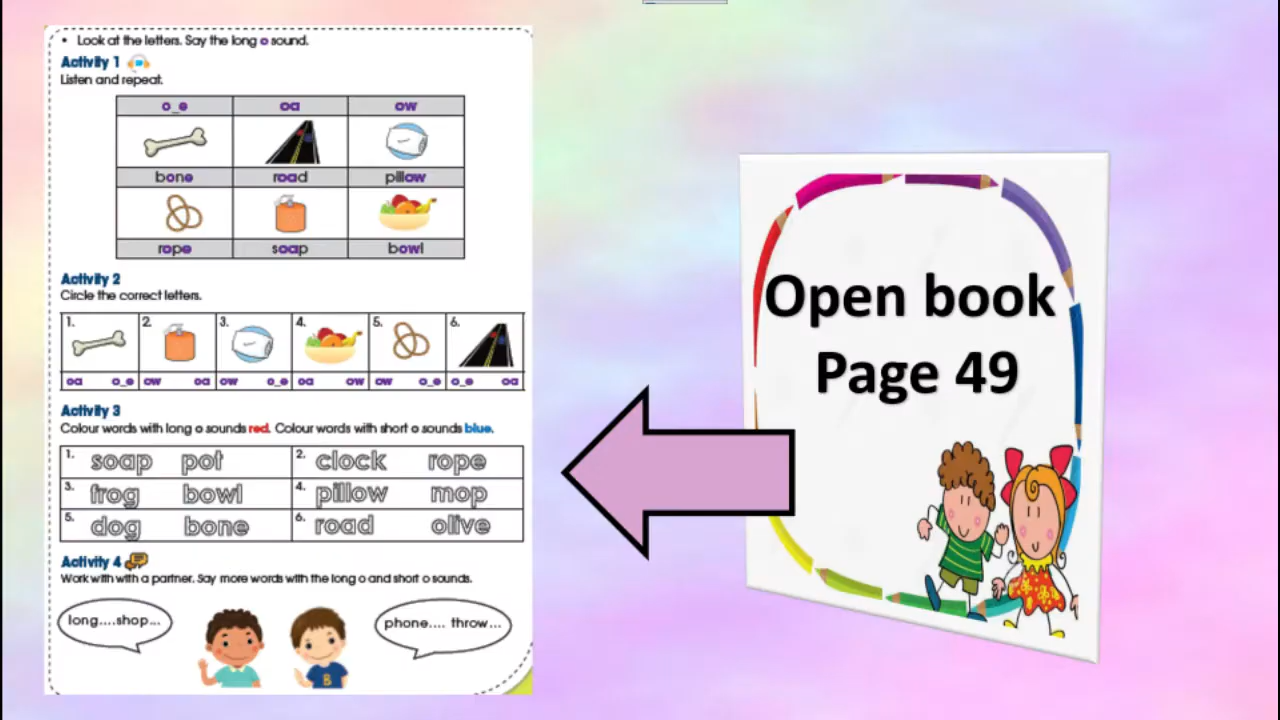 • Look at the letters. Say the long o sound.
Activity 1
Listen and repeat.
o_e oa ow
bone road pillow
rope soap bowl
Activity 2
Circle the correct letters.
1. 2. 3. 4. 5. 6.
oa o_e ow oa ow o_e oa ow ow o_e o_e oa
Activity 3
Colour words with long o sounds red. Colour words with short o sounds blue.
1. soap pot 2. clock rope
3. frog bowl 4. pillow mop
5. dog bone 6. road olive
Activity 4
Work with with a partner. Say more words with the long o and short o sounds.
long....shop...
phone.... throw...
B
Open book
Page 49